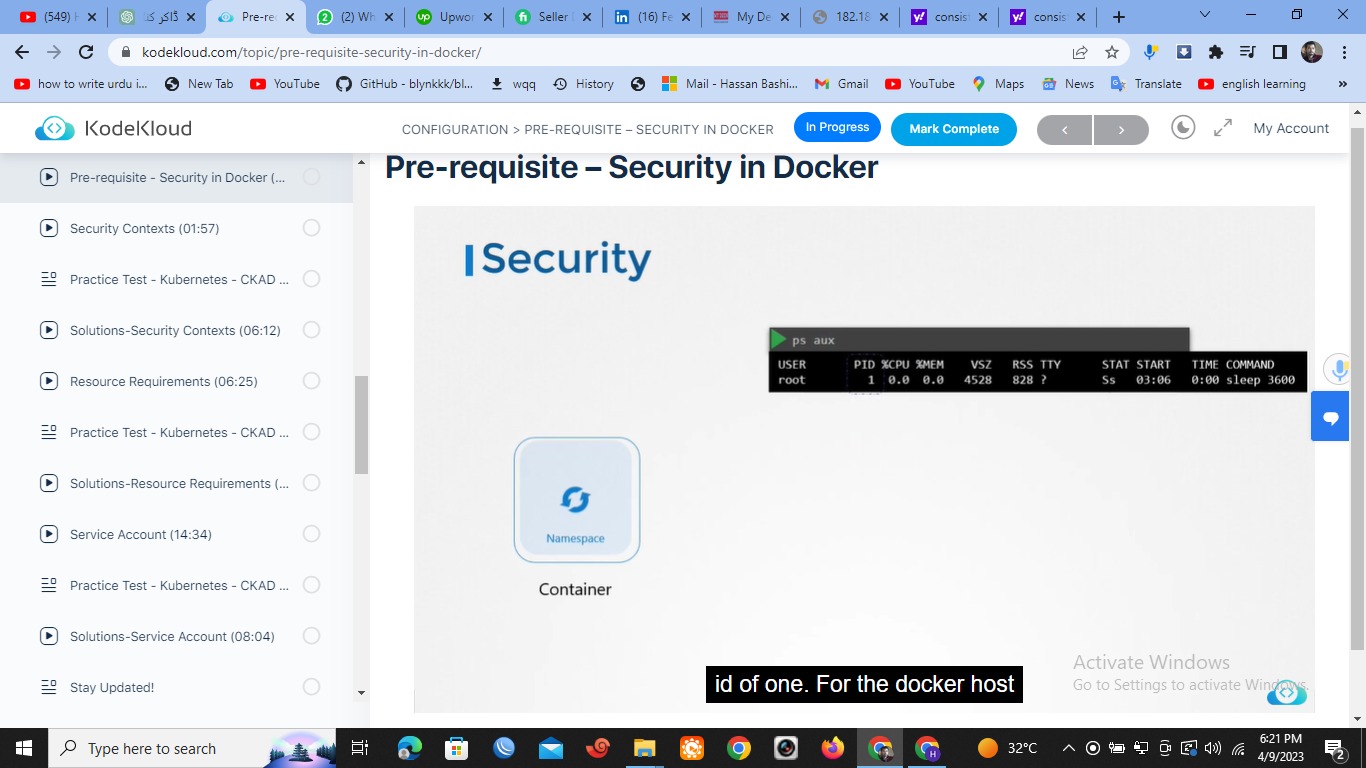 (549) H
ڈاکر کنٹ
Pre-req
(2) Wh
Upwor
Seller
(16) Fe
My De
182.18
consist
consist
kodekloud.com/topic/pre-requisite-security-in-docker/
how to write urdu i...
New Tab
YouTube
GitHub - blynkkk/bl...
wqq
History
Mail - Hassan Bashi...
Gmail
YouTube
Maps
News
Translate
english learning
KodeKloud
CONFIGURATION > PRE-REQUISITE – SECURITY IN DOCKER
In Progress
Mark Complete
My Account
Pre-requisite - Security in Docker (...
Security Contexts (01:57)
Practice Test - Kubernetes - CKAD ...
Solutions-Security Contexts (06:12)
Resource Requirements (06:25)
Practice Test - Kubernetes - CKAD ...
Solutions-Resource Requirements (...
Service Account (14:34)
Practice Test - Kubernetes - CKAD ...
Solutions-Service Account (08:04)
Stay Updated!
Pre-requisite – Security in Docker
Security
ps aux
USER PID %CPU %MEM VSZ RSS TTY STAT START TIME COMMAND
root 1 0.0 0.0 4528 828 ? Ss 03:06 0:00 sleep 3600
Namespace
Container
id of one. For the docker host
Activate Windows
Go to Settings to activate Windows.
Type here to search
32°C
6:21 PM
4/9/2023
2